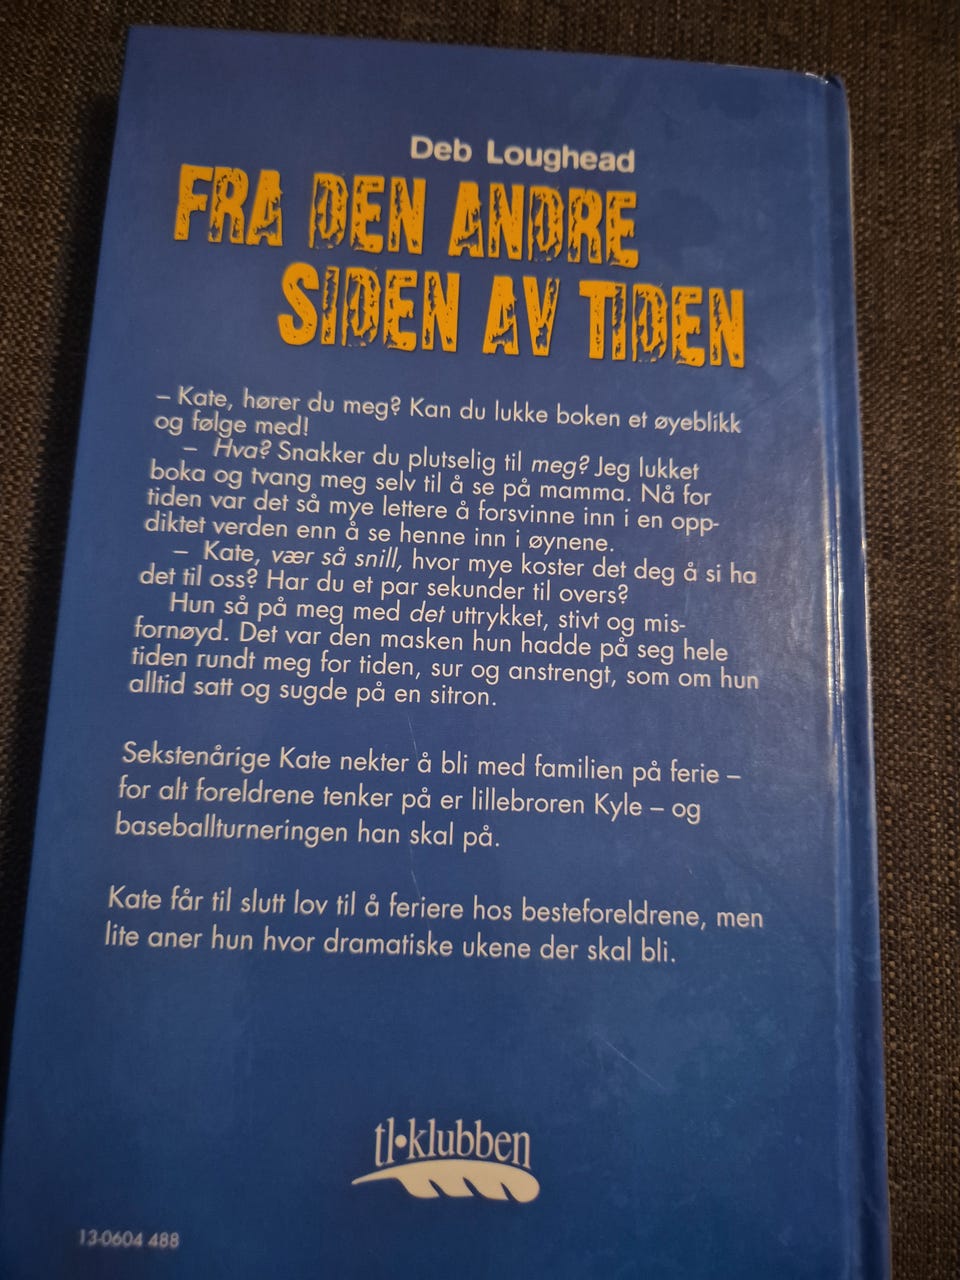 Deb Loughead
FRA DEN ANDRE
SIDEN AV TIDEN
– Kate, hører du meg? Kan du lukke boken et øyeblikk
og følge med!
– Hva? Snakker du plutselig til meg? Jeg lukket
boka og tvang meg selv til å se på mamma. Nå for
tiden var det så mye lettere å forsvinne inn i en opp-
diktet verden enn å se henne inn i øynene.
– Kate, vær så snill, hvor mye koster det deg å si ha
det til oss? Har du et par sekunder til overs?
Hun så på meg med det uttrykket, stivt og mis-
fornøyd. Det var den masken hun hadde på seg hele
tiden rundt meg for tiden, sur og anstrengt, som om hun
alltid satt og sugde på en sitron.
Sekstenårige Kate nekter å bli med familien på ferie –
for alt foreldrene tenker på er lillebroren Kyle – og
baseballturneringen han skal på.
Kate får til slutt lov til å feriere hos besteforeldrene, men
lite aner hun hvor dramatiske ukene der skal bli.
tl•klubben
13-0604 488